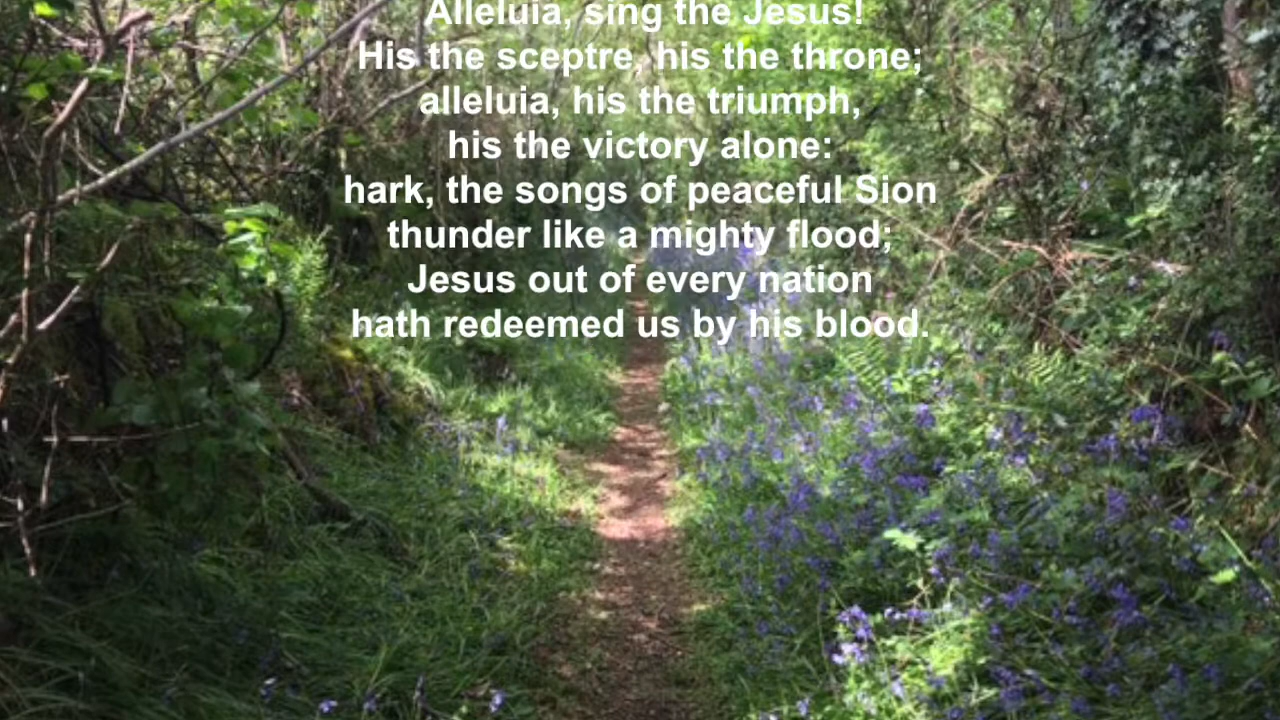 Alleluia, sing the Jesus!
His the sceptre, his the throne;
alleluia, his the triumph,
his the victory alone:
hark, the songs of peaceful Sion
thunder like a mighty flood;
Jesus out of every nation
hath redeemed us by his blood.